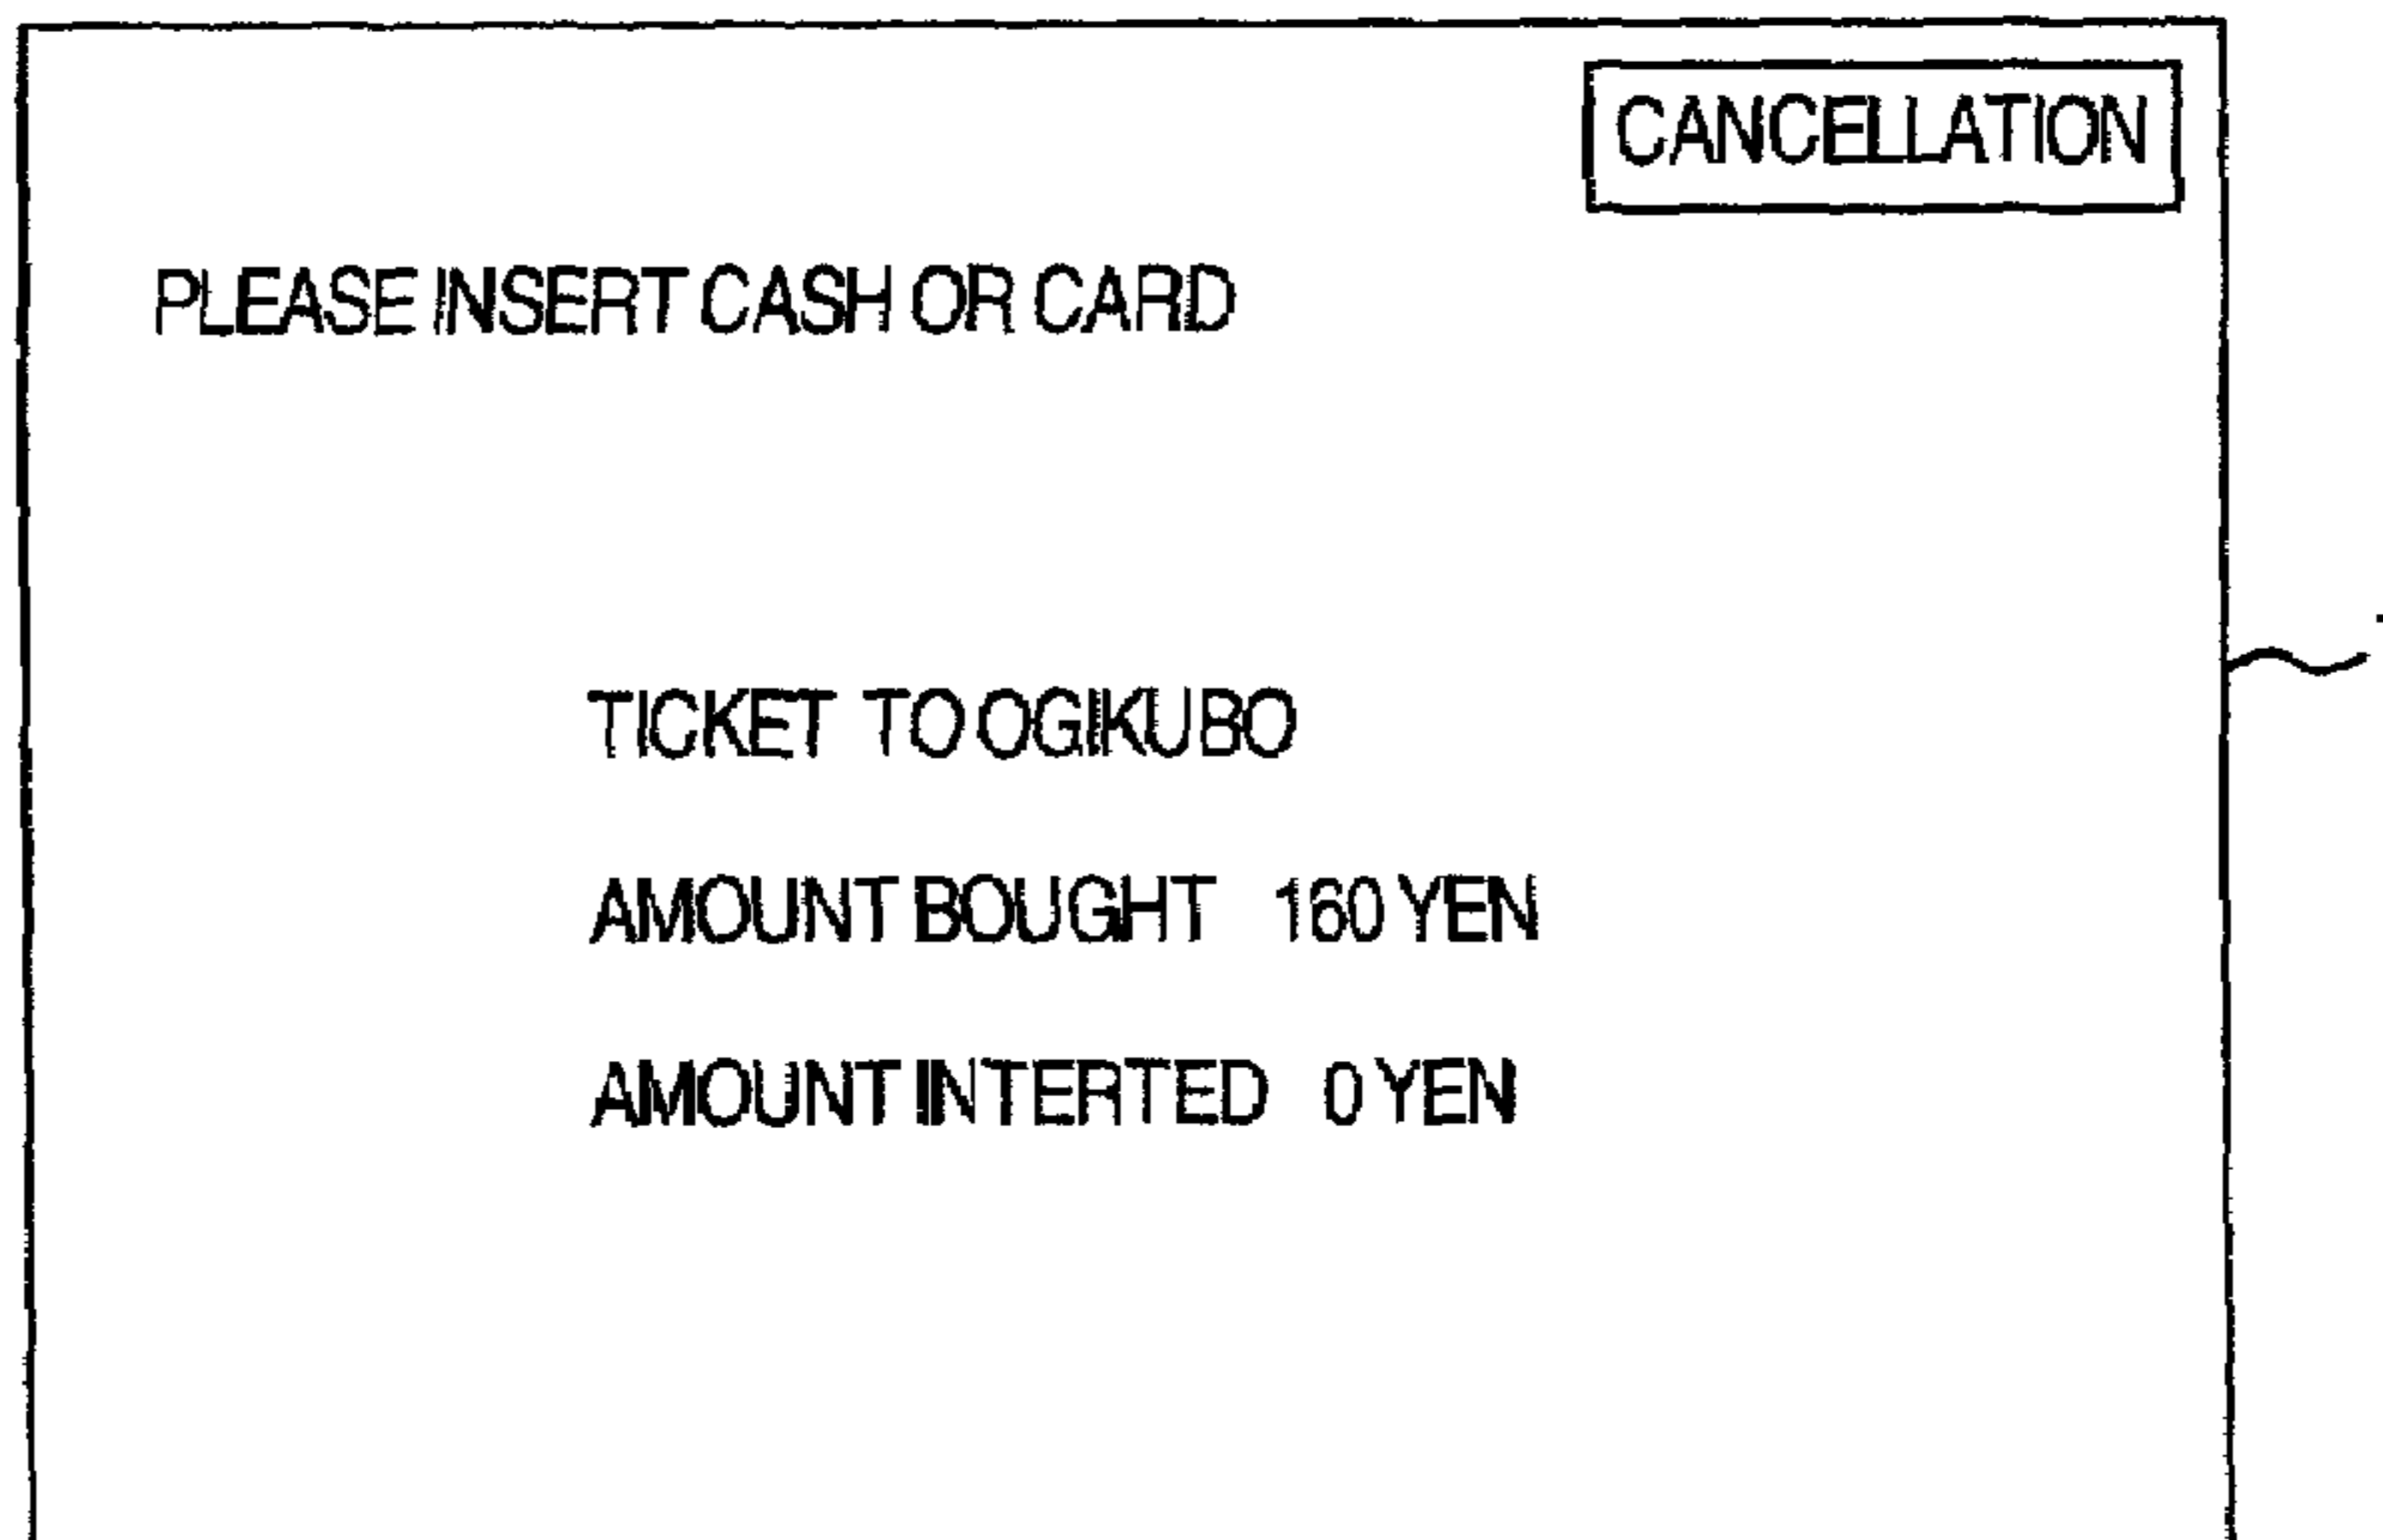 CANCELLATION
PLEASE INSERT CASH OR CARD
TICKET TO OGIKUBO
AMOUNT BOUGHT 160 YEN
AMOUNT INTERTED 0 YEN